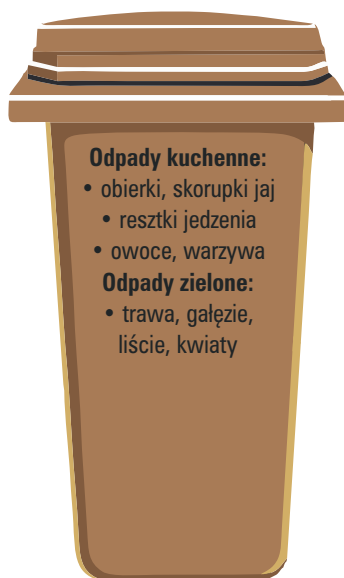 Odpady kuchenne:
• obierki, skorupki jaj
• resztki jedzenia
• owoce, warzywa
Odpady zielone:
• trawa, gałęzie,
liście, kwiaty